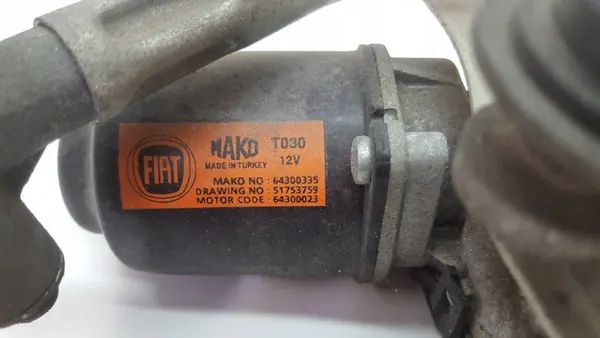 FIAT
MAKO T030
MADE IN TURKEY 12V
MAKO NO : 64300335
DRAWING NO : 51753759
MOTOR CODE : 64300023